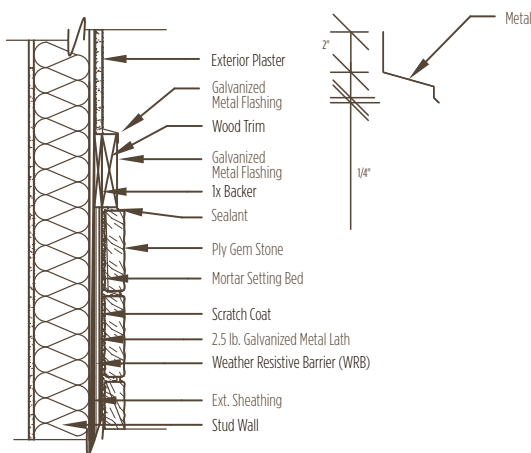 Metal
2"
1/4"
Exterior Plaster
Galvanized
Metal Flashing
Wood Trim
Galvanized
Metal Flashing
1x Backer
Sealant
Ply Gem Stone
Mortar Setting Bed
Scratch Coat
2.5 lb. Galvanized Metal Lath
Weather Resistive Barrier (WRB)
Ext. Sheathing
Stud Wall